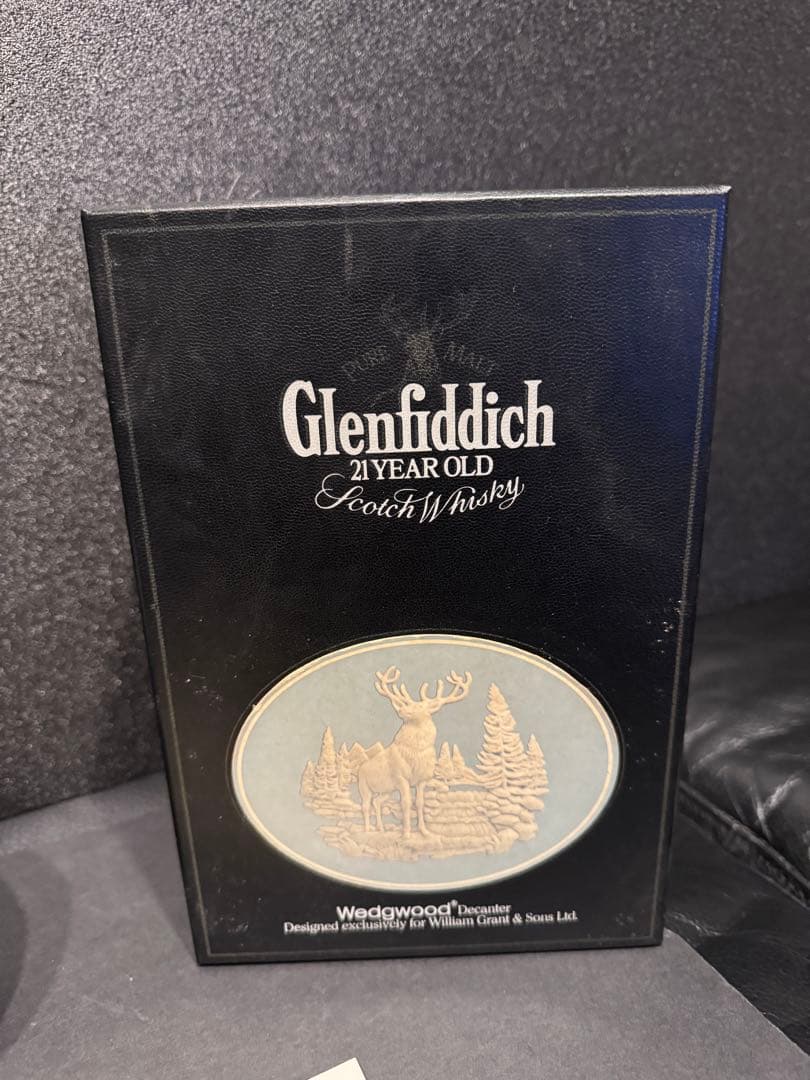 PURE MALT
Glenfiddich
21 YEAR OLD
Scotch Whisky
Wedgwood® Decanter
Designed exclusively for William Grant & Sons Ltd.